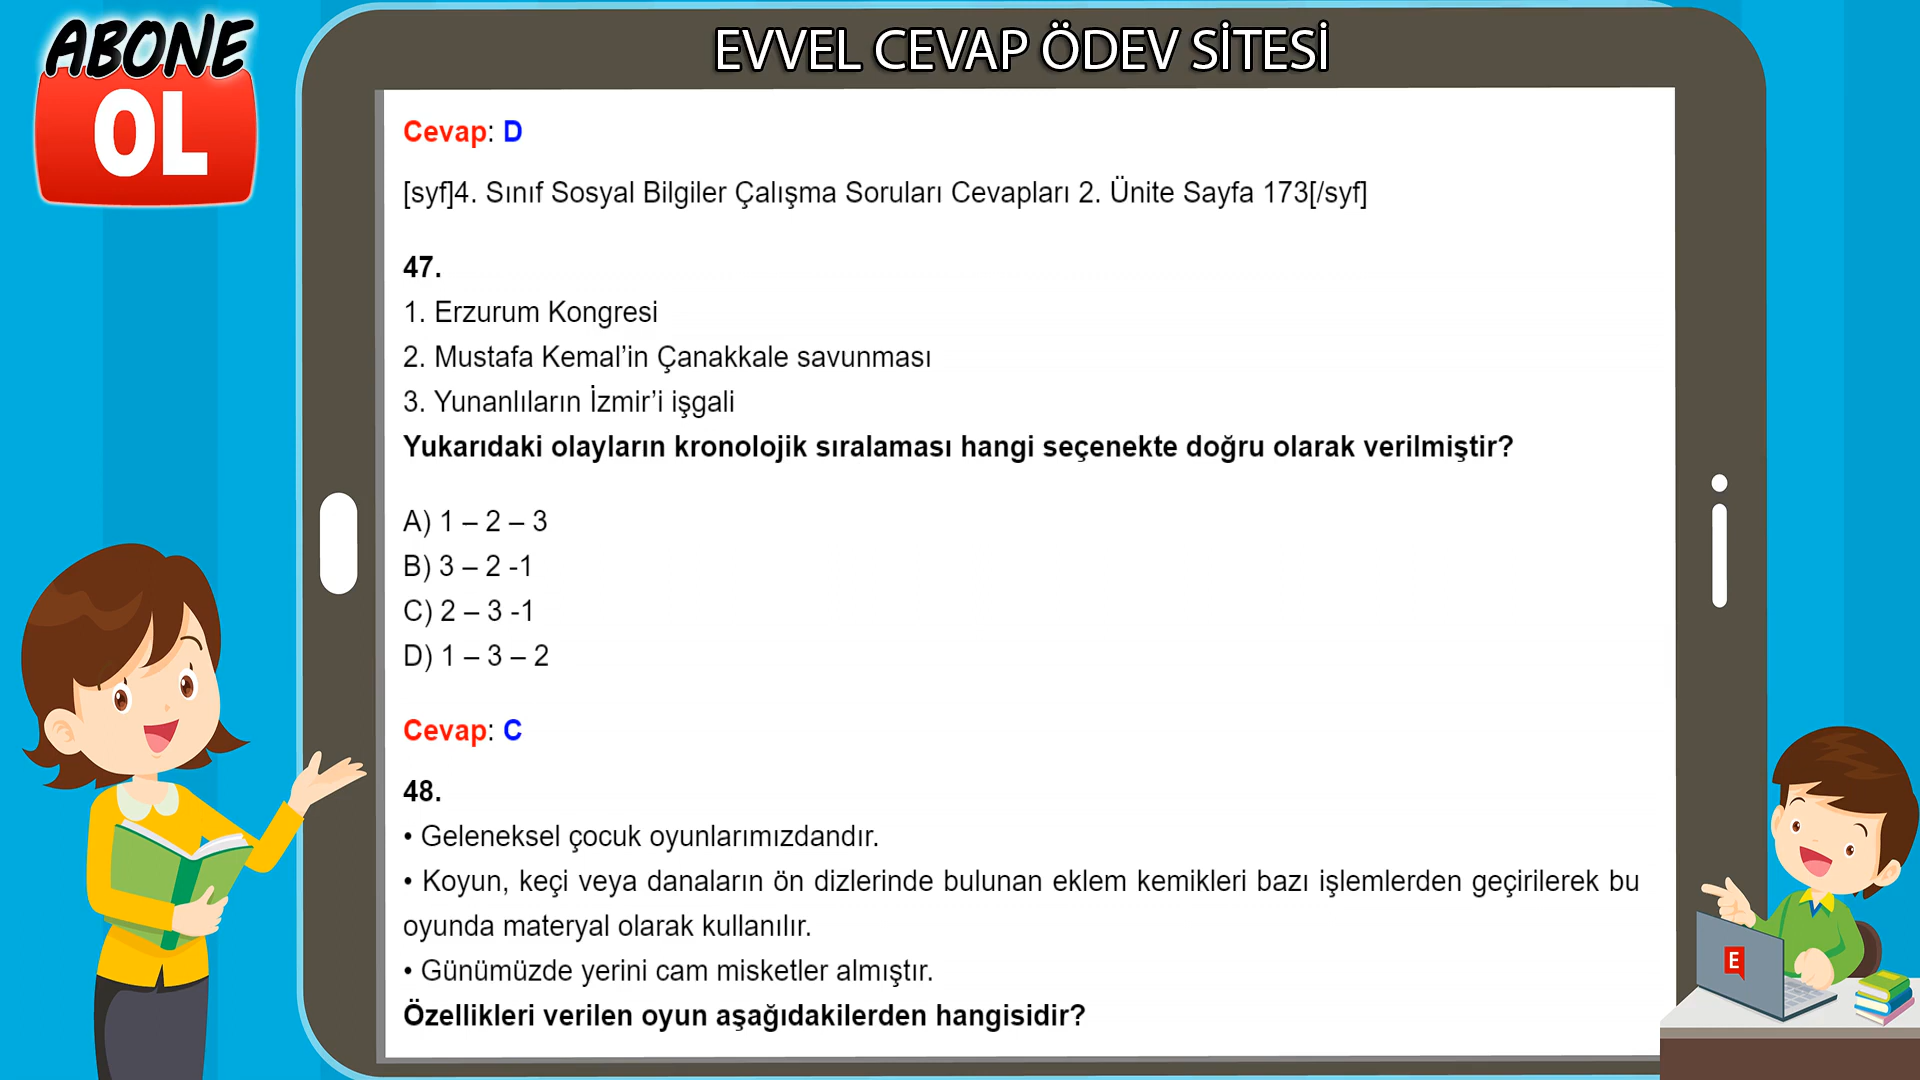 ABONE
OL
EVVEL CEVAP ÖDEV SİTESİ
Cevap: D
[syf]4. Sınıf Sosyal Bilgiler Çalışma Soruları Cevapları 2. Ünite Sayfa 173[/syf]
47.
1. Erzurum Kongresi
2. Mustafa Kemal’in Çanakkale savunması
3. Yunanlıların İzmir’i işgali
Yukarıdaki olayların kronolojik sıralaması hangi seçenekte doğru olarak verilmiştir?
A) 1 – 2 – 3
B) 3 – 2 -1
C) 2 – 3 -1
D) 1 – 3 – 2
Cevap: C
48.
• Geleneksel çocuk oyunlarımızdandır.
• Koyun, keçi veya danaların ön dizlerinde bulunan eklem kemikleri bazı işlemlerden geçirilerek bu
oyunda materyal olarak kullanılır.
• Günümüzde yerini cam misketler almıştır.
Özellikleri verilen oyun aşağıdakilerden hangisidir?
E